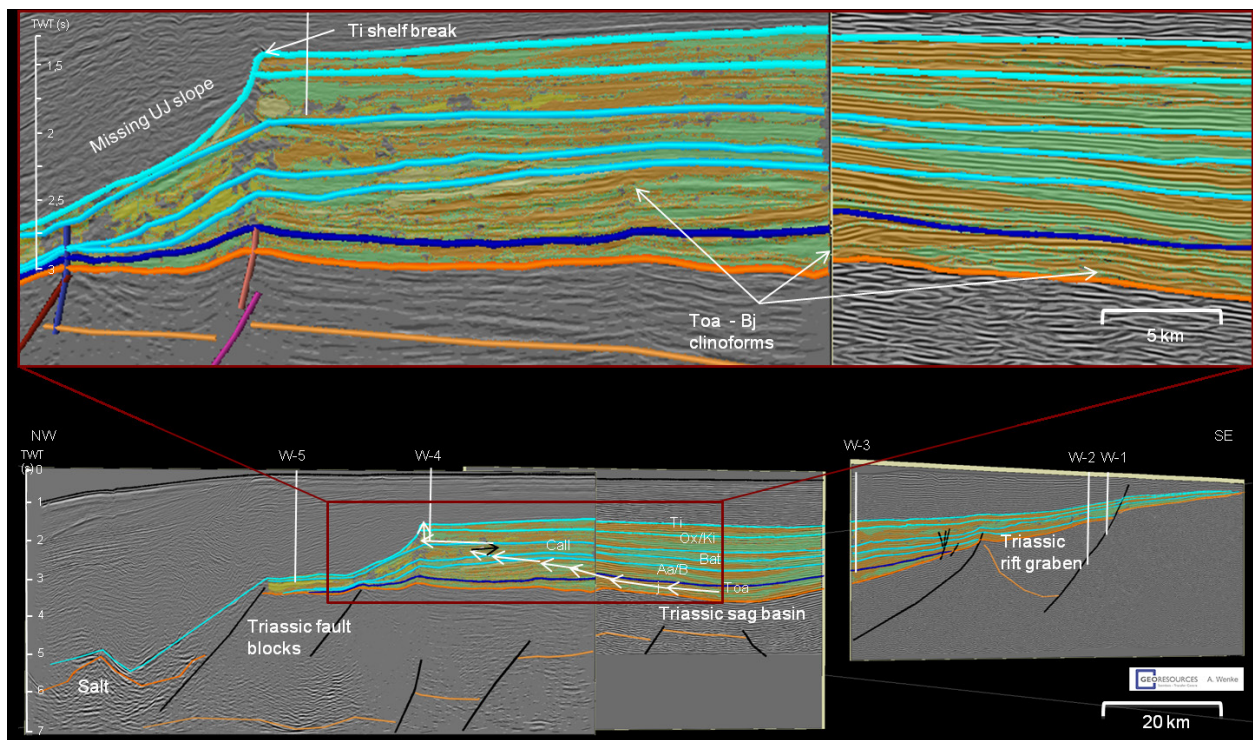 TWT (s)
Ti shelf break
1,5
Missing UJ slope
2
2,5
3
Toa - Bj
clinoforms
5 km
NW
SE
TWT
(s)
0
W-5
W-4
W-3
W-2
W-1
1
2
3
4
5
6
7
Ti
Ox/Ki
Call
Bat
Aa/B
j
Toa
Triassic
rift graben
Triassic sag basin
Triassic fault
blocks
Salt
GEORESOURCES
A. Wenke
20 km